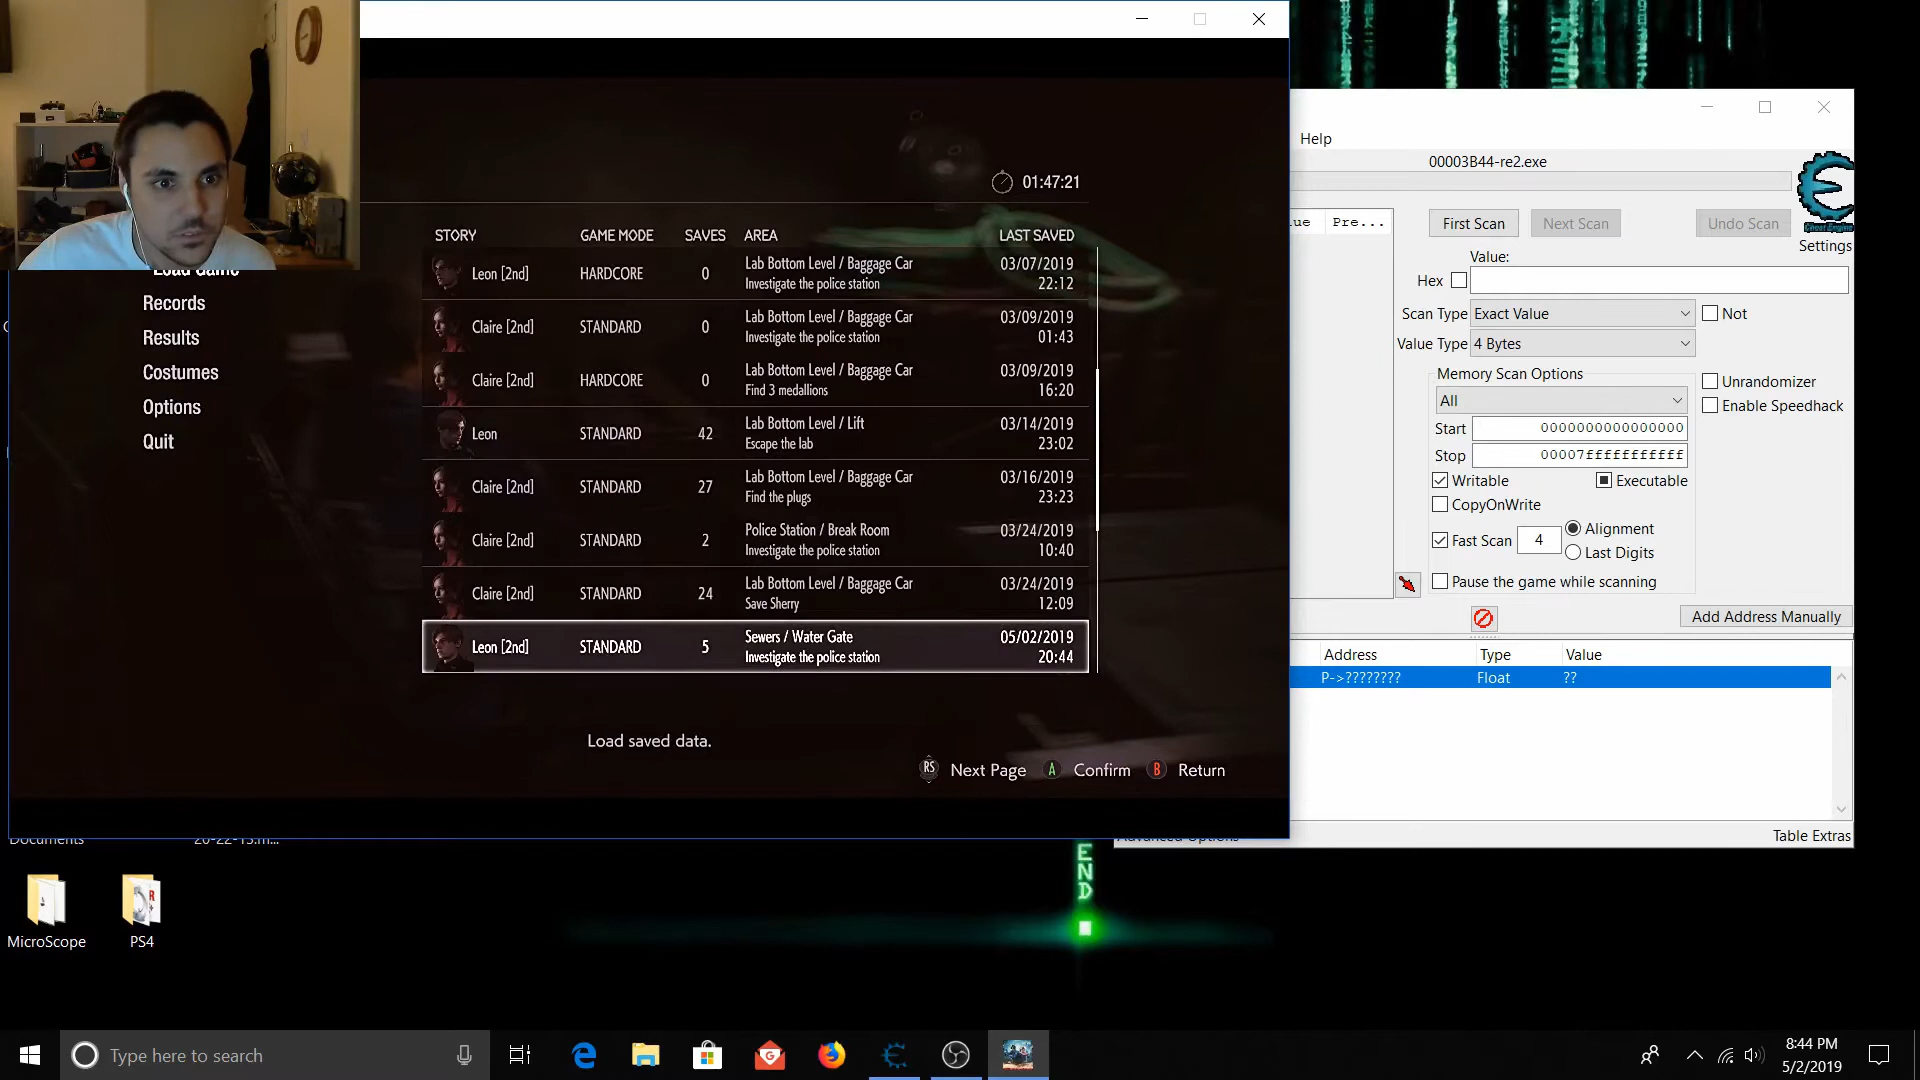 01:47:21
STORY GAME MODE SAVES AREA LAST SAVED
Leon [2nd] HARDCORE 0 Lab Bottom Level / Baggage Car 03/07/2019
Investigate the police station 22:12
Claire [2nd] STANDARD 0 Lab Bottom Level / Baggage Car 03/09/2019
Investigate the police station 01:43
Claire [2nd] HARDCORE 0 Lab Bottom Level / Baggage Car 03/09/2019
Find 3 medallions 16:20
Leon STANDARD 42 Lab Bottom Level / Lift 03/14/2019
Escape the lab 23:02
Claire [2nd] STANDARD 27 Lab Bottom Level / Baggage Car 03/16/2019
Find the plugs 23:23
Claire [2nd] STANDARD 2 Police Station / Break Room 03/24/2019
Investigate the police station 10:40
Claire [2nd] STANDARD 24 Lab Bottom Level / Baggage Car 03/24/2019
Save Sherry 12:09
Leon [2nd] STANDARD 5 Sewers / Water Gate 05/02/2019
Investigate the police station 20:44
Load Game
Records
Results
Costumes
Options
Quit
Load saved data.
RS Next Page A Confirm B Return
Help
00003B44-re2.exe
Pre...
First Scan Next Scan Undo Scan
Cheat Engine
Settings
Value:
Hex
Scan Type Exact Value Not
Value Type 4 Bytes
Memory Scan Options
All
Unrandomizer
Enable Speedhack
Start 0000000000000000
Stop 00007fffffffffff
Writable Executable
CopyOnWrite
Fast Scan 4 Alignment
Last Digits
Pause the game while scanning
Add Address Manually
Address Type Value
P->???????? Float ??
Advanced Options Table Extras
Documents 20-22-15.m...
END
MicroScope PS4
Type here to search
8:44 PM
5/2/2019